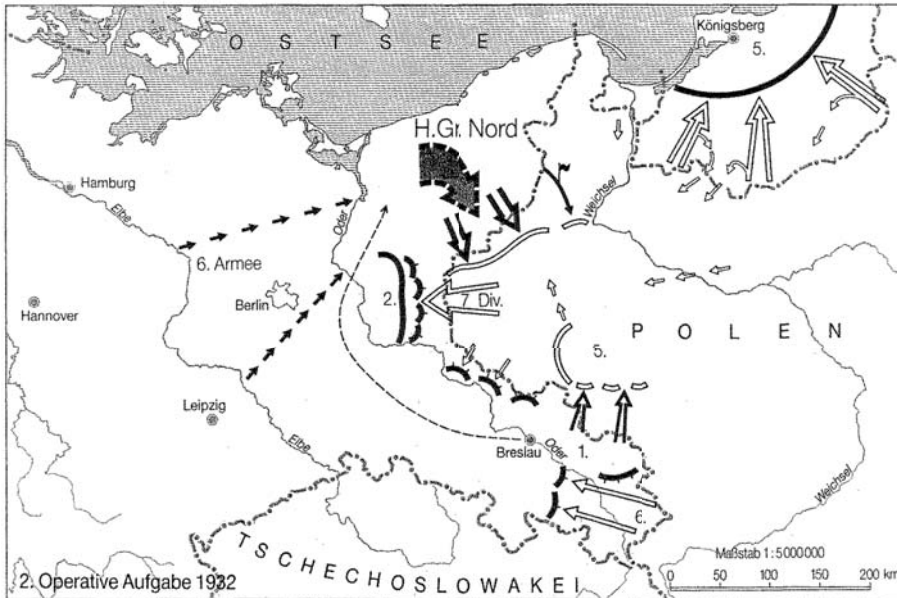 OSTSEE
Königsberg
5.
H.Gr. Nord
Hamburg
Elbe
Oder
Weichsel
6. Armee
Berlin
Hannover
2.
7 Div.
POLEN
5.
Leipzig
Elbe
Breslau
Oder
1.
6.
Weichsel
TSCHECHOSLOWAKEI
Maßstab 1:5000000
0 50 100 150 200 km
2. Operative Aufgabe 1932